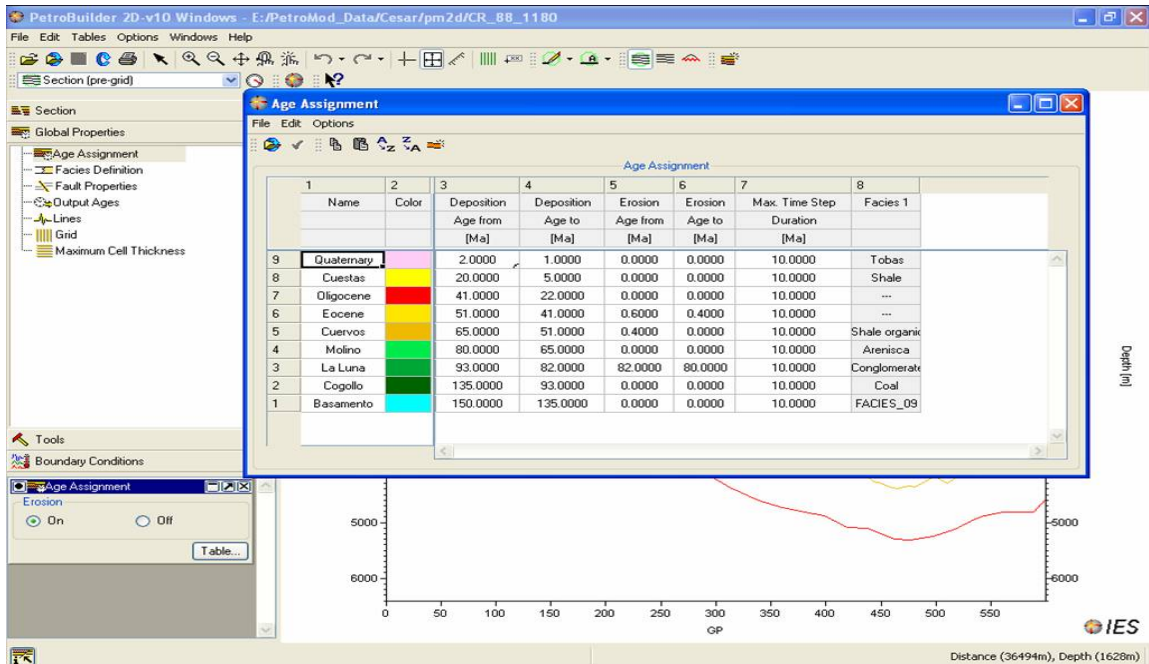 PetroBuilder 2D-v10 Windows - E:/PetroMod_Data/Cesar/pm2d/CR_88_1180
File Edit Tables Options Windows Help
Section (pre-grid)
Section
Global Properties
Age Assignment
Facies Definition
Fault Properties
Output Ages
Lines
Grid
Maximum Cell Thickness
Tools
Boundary Conditions
Age Assignment
Erosion
On Off
Table...
Age Assignment
File Edit Options
Age Assignment
1 2 3 4 5 6 7 8
Name Color Deposition Deposition Erosion Erosion Max. Time Step Facies 1
Age from Age to Age from Age to Duration
[Ma] [Ma] [Ma] [Ma] [Ma]
9 Quaternary 2.0000 1.0000 0.0000 0.0000 10.0000 Tobas
8 Cuestas 20.0000 5.0000 0.0000 0.0000 10.0000 Shale
7 Oligocene 41.0000 22.0000 0.0000 0.0000 10.0000 ---
6 Eocene 51.0000 41.0000 0.6000 0.4000 10.0000 ---
5 Cuervos 65.0000 51.0000 0.4000 0.0000 10.0000 Shale organic
4 Molino 80.0000 65.0000 0.0000 0.0000 10.0000 Arenisca
3 La Luna 93.0000 82.0000 82.0000 80.0000 10.0000 Conglomerate
2 Cogollo 135.0000 93.0000 0.0000 0.0000 10.0000 Coal
1 Basamento 150.0000 135.0000 0.0000 0.0000 10.0000 FACIES_09
Depth [m]
5000 5000
6000 6000
0 50 100 150 200 250 300 350 400 450 500 550
GP
IES
Distance (36494m), Depth (1628m)